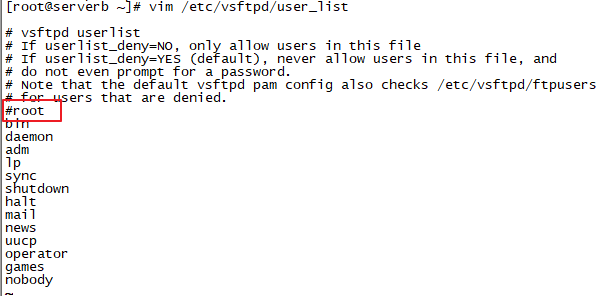 [root@serverb ~]# vim /etc/vsftpd/user_list
# vsftpd userlist
# If userlist_deny=NO, only allow users in this file
# If userlist_deny=YES (default), never allow users in this file, and
# do not even prompt for a password.
# Note that the default vsftpd pam config also checks /etc/vsftpd/ftpusers
# for users that are denied.
#root
bin
daemon
adm
lp
sync
shutdown
halt
mail
news
uucp
operator
games
nobody
~